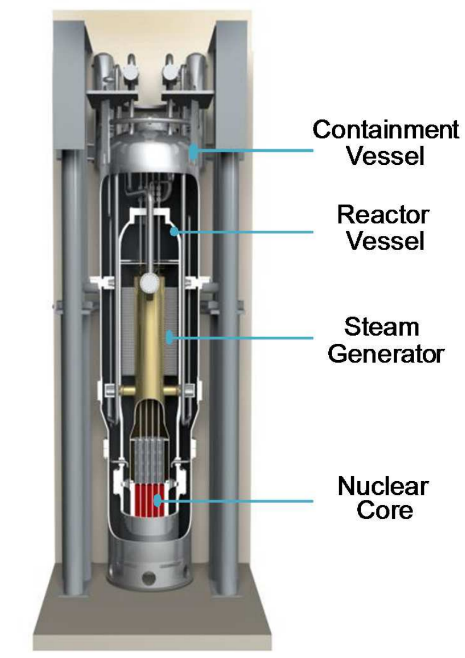 Containment
Vessel
Reactor
Vessel
Steam
Generator
Nuclear
Core